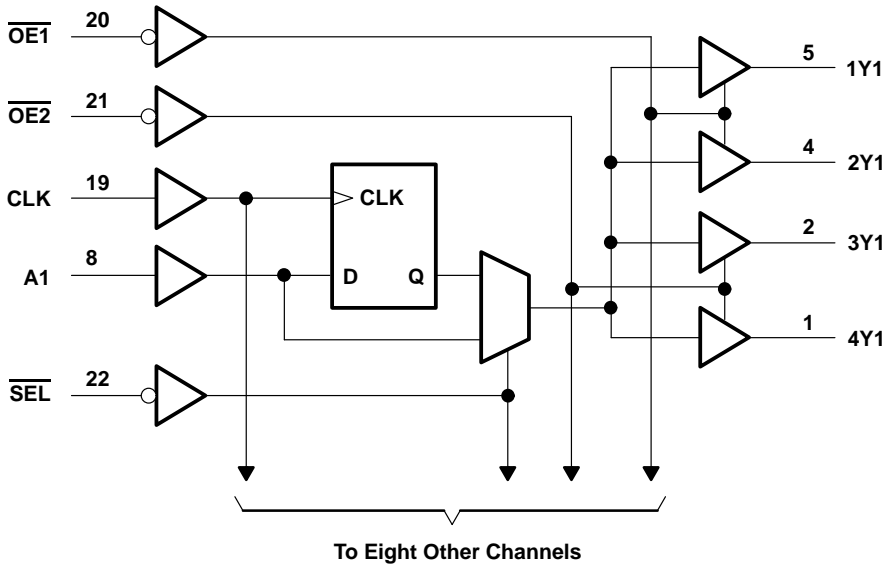 OE1 20
OE2 21
CLK 19
A1 8
SEL 22
CLK
D Q
5 1Y1
4 2Y1
2 3Y1
1 4Y1
To Eight Other Channels